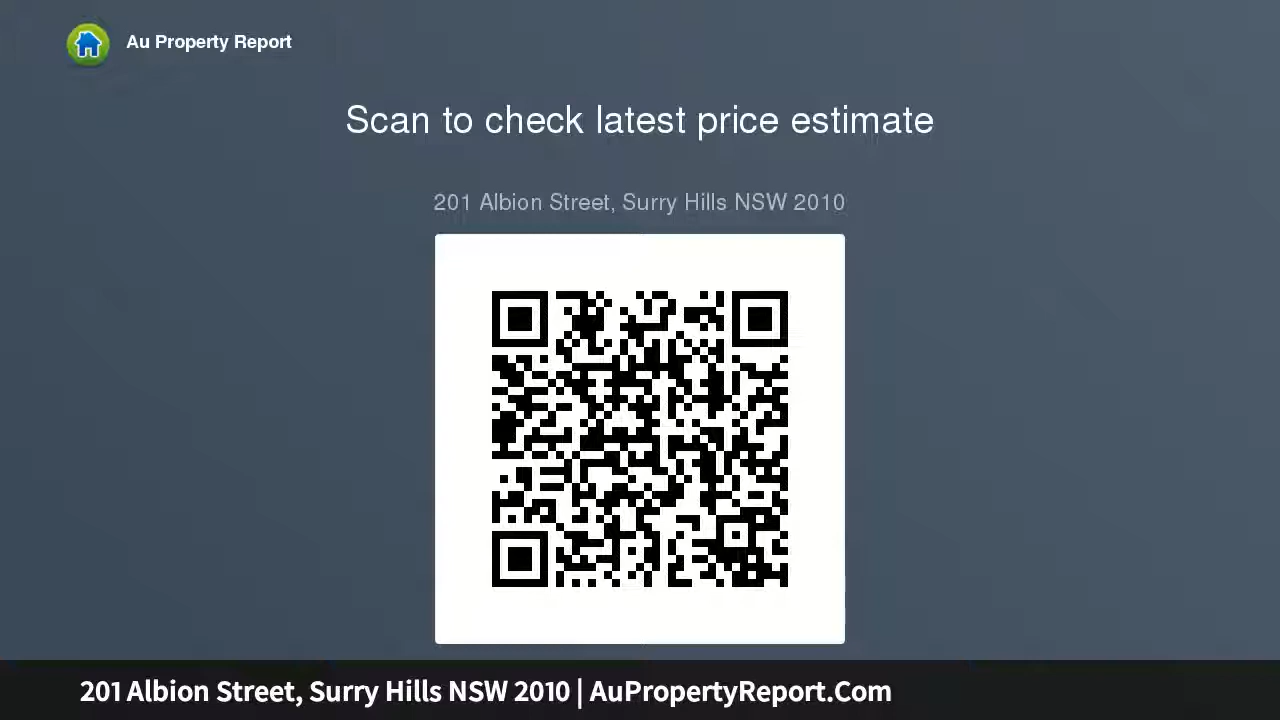 Au Property Report
Scan to check latest price estimate
201 Albion Street, Surry Hills NSW 2010
201 Albion Street, Surry Hills NSW 2010 | AuPropertyReport.Com